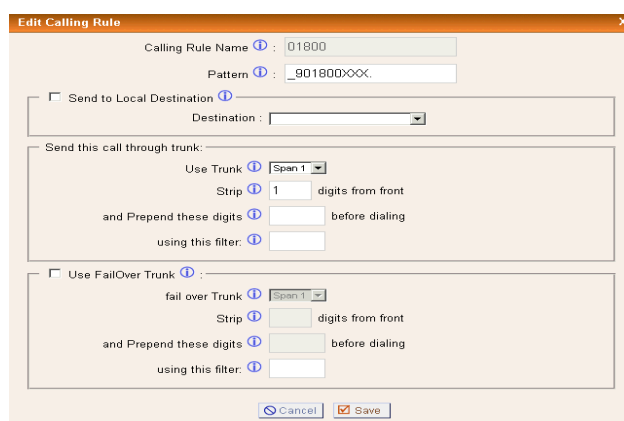 Edit Calling Rule X
Calling Rule Name : 01800
Pattern : _901800XXX.
Send to Local Destination
Destination :
Send this call through trunk:
Use Trunk Span 1
Strip 1 digits from front
and Prepend these digits before dialing
using this filter:
Use FailOver Trunk :
fail over Trunk Span 1
Strip digits from front
and Prepend these digits before dialing
using this filter:
Cancel Save